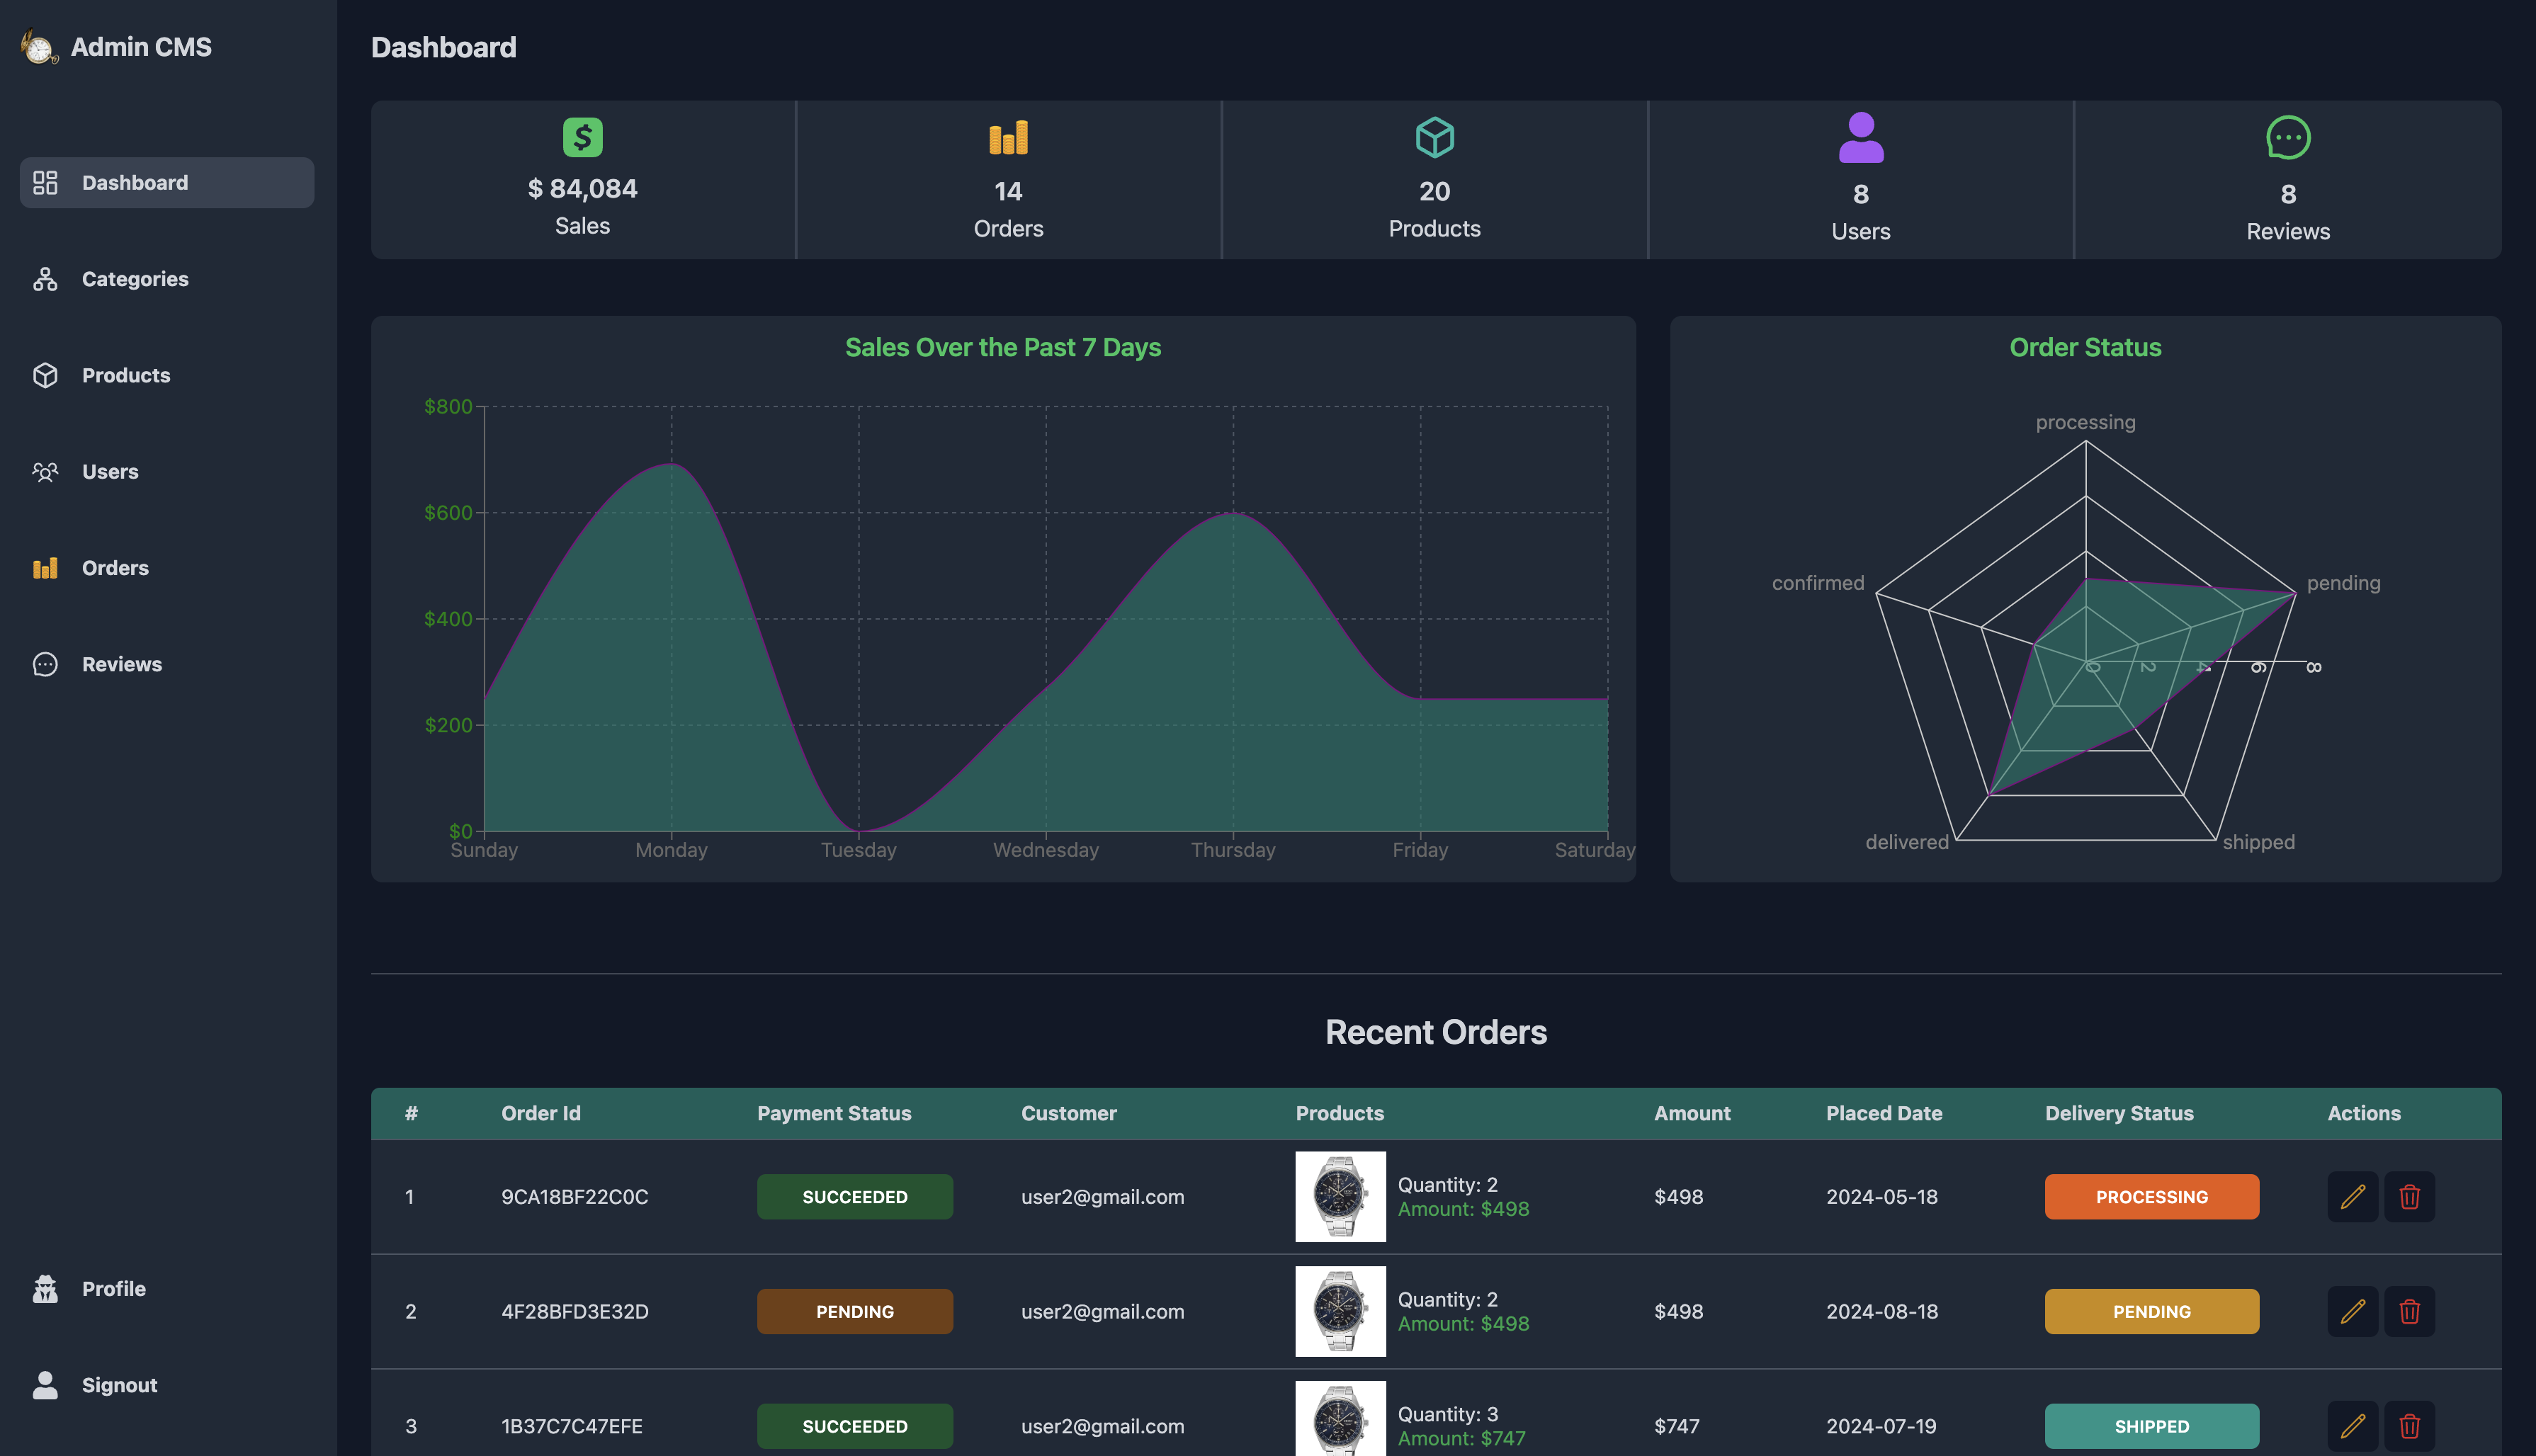 Admin CMS
Dashboard
Categories
Products
Users
Orders
Reviews
Profile
Signout
Dashboard
$ 84,084
Sales
14
Orders
20
Products
8
Users
8
Reviews
Sales Over the Past 7 Days
$800
$600
$400
$200
$0
Sunday Monday Tuesday Wednesday Thursday Friday Saturday
Order Status
processing
confirmed
pending
0 2 4 6 8
delivered
shipped
Recent Orders
# Order Id Payment Status Customer Products Amount Placed Date Delivery Status Actions
1 9CA18BF22C0C SUCCEEDED user2@gmail.com Quantity: 2 $498 2024-05-18 PROCESSING
Amount: $498
2 4F28BFD3E32D PENDING user2@gmail.com Quantity: 2 $498 2024-08-18 PENDING
Amount: $498
3 1B37C7C47EFE SUCCEEDED user2@gmail.com Quantity: 3 $747 2024-07-19 SHIPPED
Amount: $747